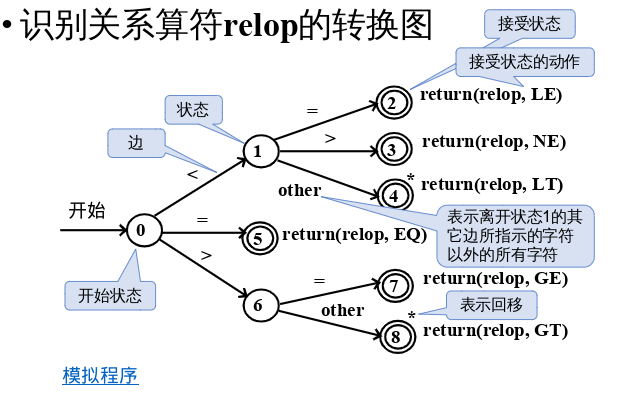 • 识别关系算符relop的转换图
接受状态
接受状态的动作
状态
边
=
2
return(relop, LE)
1
>
3
return(relop, NE)
<
other
4
*
return(relop, LT)
开始
0
=
5
return(relop, EQ)
表示离开状态1的其
它边所指示的字符
以外的所有字符
>
开始状态
6
=
7
return(relop, GE)
other
8
*
表示回移
return(relop, GT)
模拟程序